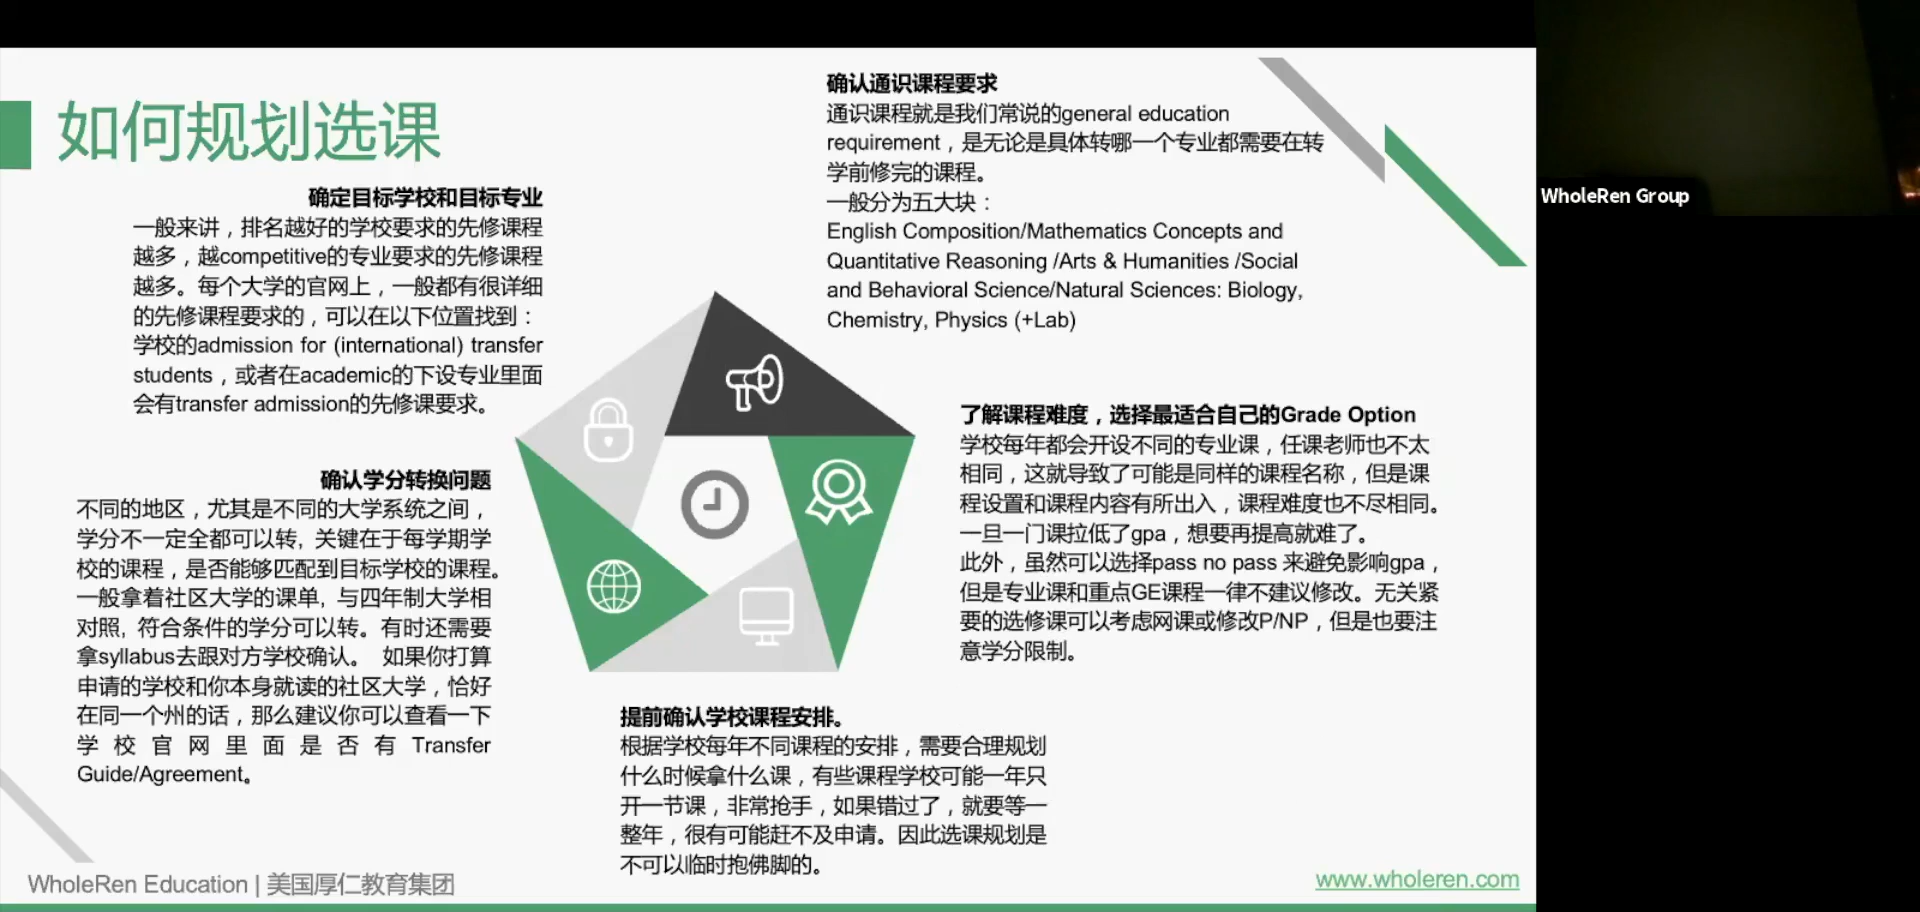 如何规划选课
确定目标学校和目标专业
一般来讲，排名越好的学校要求的先修课程
越多，越competitive的专业要求的先修课程
越多。每个大学的官网上，一般都有很详细
的先修课程要求的，可以在以下位置找到：
学校的admission for (international) transfer
students，或者在academic的下设专业里面
会有transfer admission的先修课要求。
确认学分转换问题
不同的地区，尤其是不同的大学系统之间，
学分不一定全都可以转, 关键在于每学期学
校的课程，是否能够匹配到目标学校的课程。
一般拿着社区大学的课单, 与四年制大学相
对照, 符合条件的学分可以转。有时还需要
拿syllabus去跟对方学校确认。 如果你打算
申请的学校和你本身就读的社区大学，恰好
在同一个州的话，那么建议你可以查看一下
学校官网里面是否有 Transfer
Guide/Agreement。
确认通识课程要求
通识课程就是我们常说的general education
requirement，是无论是具体转哪一个专业都需要在转
学前修完的课程。
一般分为五大块：
English Composition/Mathematics Concepts and
Quantitative Reasoning /Arts & Humanities /Social
and Behavioral Science/Natural Sciences: Biology,
Chemistry, Physics (+Lab)
了解课程难度，选择最适合自己的Grade Option
学校每年都会开设不同的专业课，任课老师也不太
相同，这就导致了可能是同样的课程名称，但是课
程设置和课程内容有所出入，课程难度也不尽相同。
一旦一门课拉低了gpa，想要再提高就难了。
此外，虽然可以选择pass no pass 来避免影响gpa，
但是专业课和重点GE课程一律不建议修改。无关紧
要的选修课可以考虑网课或修改P/NP，但是也要注
意学分限制。
提前确认学校课程安排。
根据学校每年不同课程的安排，需要合理规划
什么时候拿什么课，有些课程学校可能一年只
开一节课，非常抢手，如果错过了，就要等一
整年，很有可能赶不及申请。因此选课规划是
不可以临时抱佛脚的。
WholeRen Education | 美国厚仁教育集团
www.wholeren.com
WholeRen Group